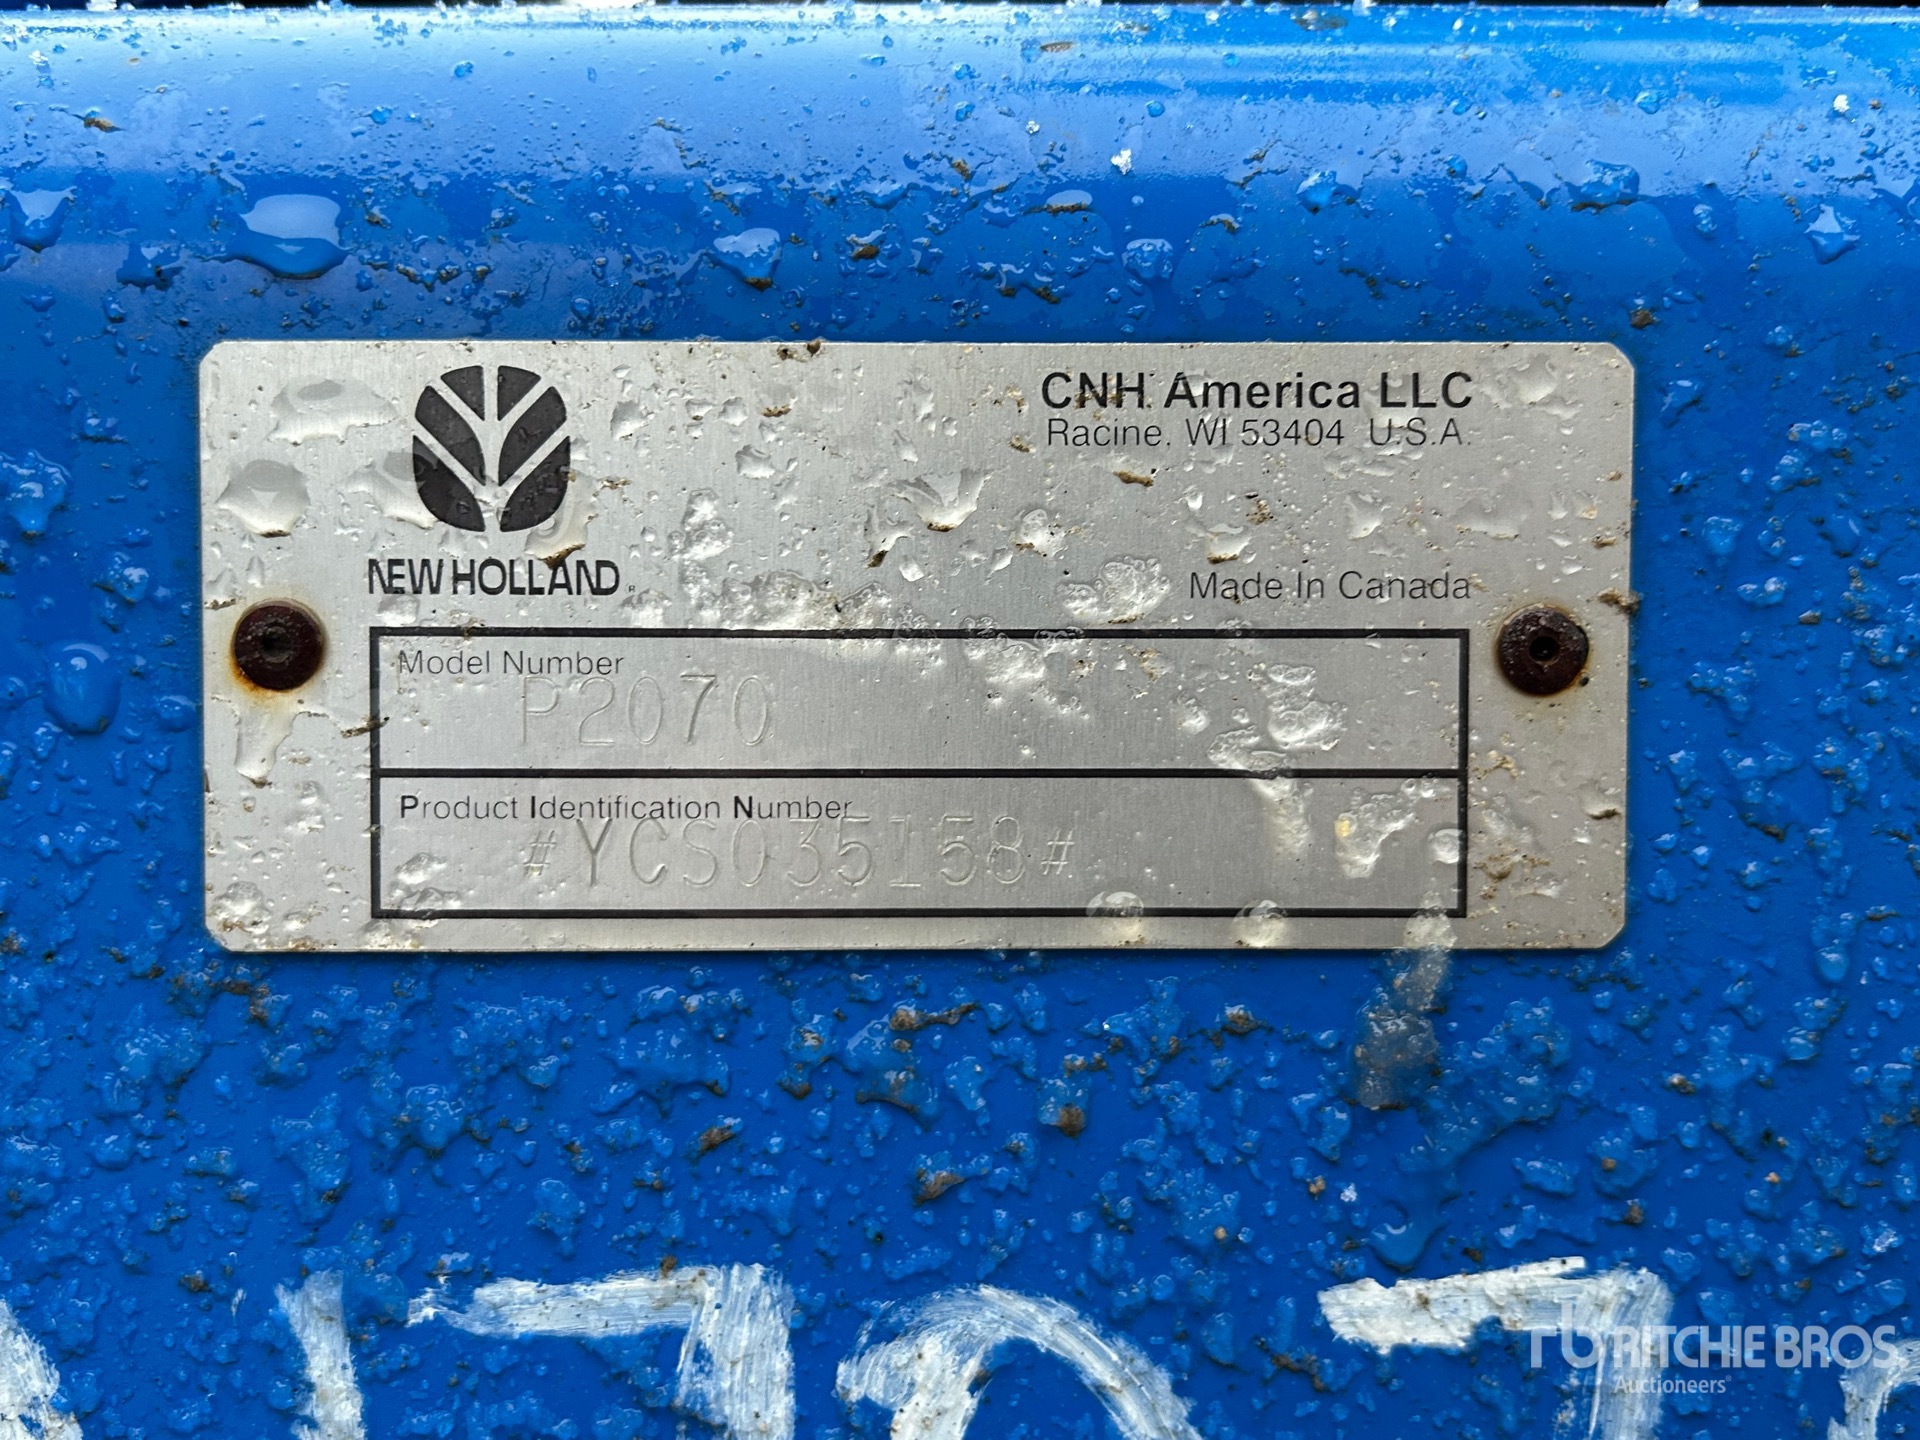 CNH America LLC
Racine, WI 53404 U.S.A.
NEW HOLLAND
Made In Canada
Model Number
P2070
Product Identification Number
#YCS035158#
rb RITCHIE BROS
Auctioneers